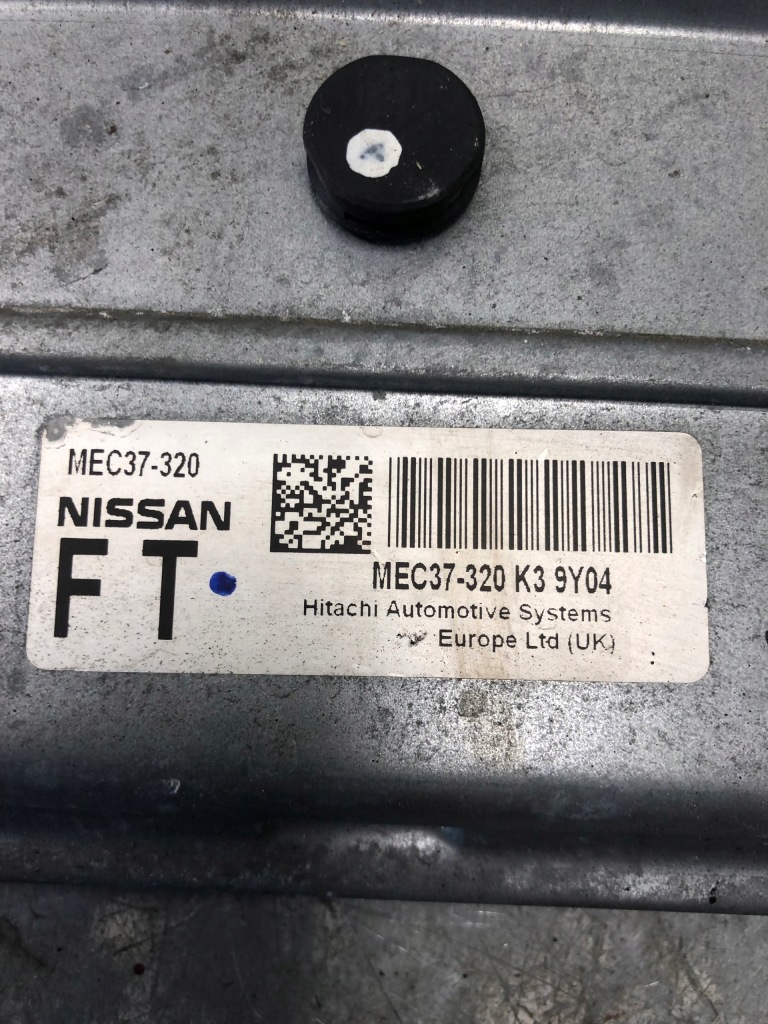 MEC37-320
NISSAN
FT
MEC37-320 K3 9Y04
Hitachi Automotive Systems
Europe Ltd (UK)